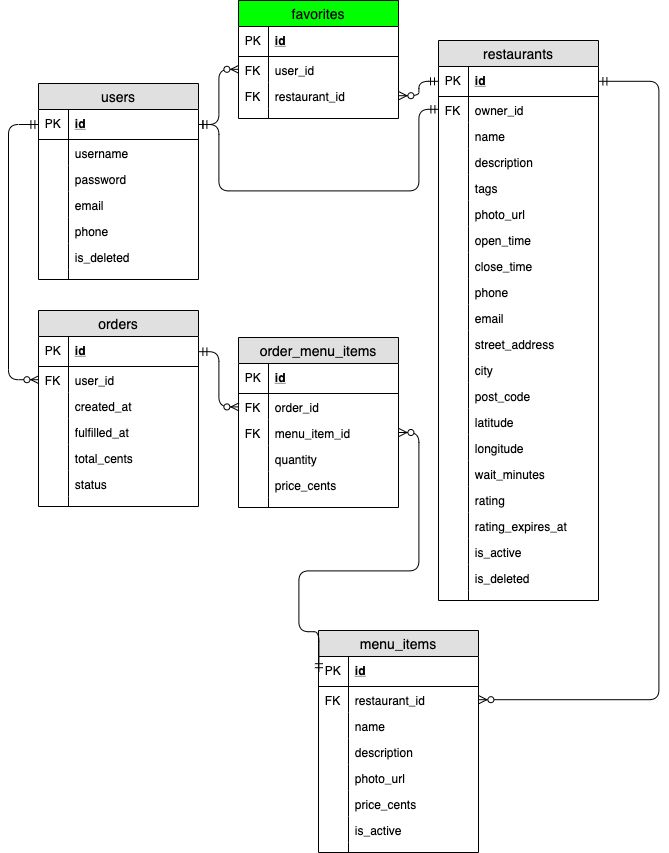 favorites
PK id
FK user_id
FK restaurant_id
restaurants
PK id
FK owner_id
name
description
tags
photo_url
open_time
close_time
phone
email
street_address
city
post_code
latitude
longitude
wait_minutes
rating
rating_expires_at
is_active
is_deleted
users
PK id
username
password
email
phone
is_deleted
orders
PK id
FK user_id
created_at
fulfilled_at
total_cents
status
order_menu_items
PK id
FK order_id
FK menu_item_id
quantity
price_cents
menu_items
PK id
FK restaurant_id
name
description
photo_url
price_cents
is_active